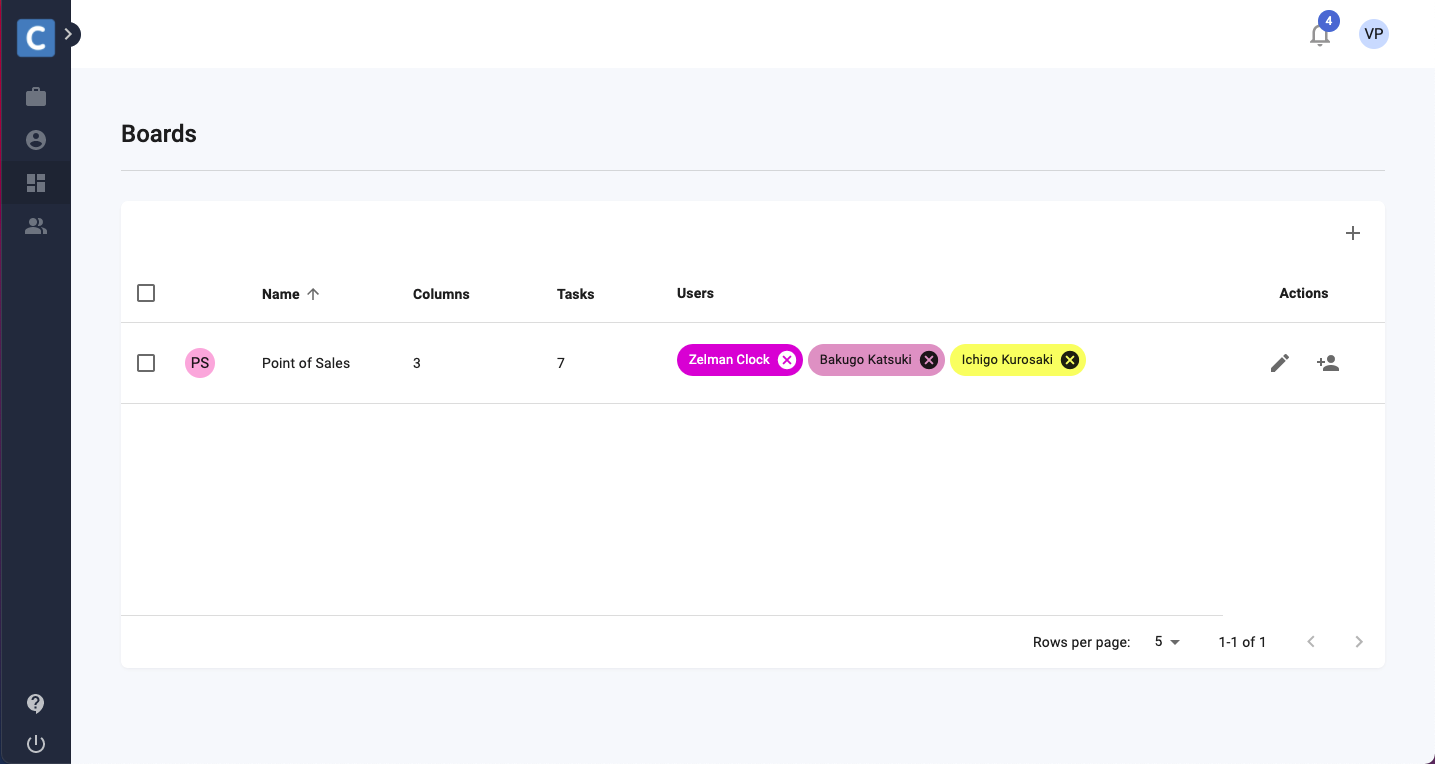 C
4
VP
Boards
Name Columns Tasks Users Actions
PS Point of Sales 3 7 Zelman Clock Bakugo Katsuki Ichigo Kurosaki
Rows per page: 5 1-1 of 1